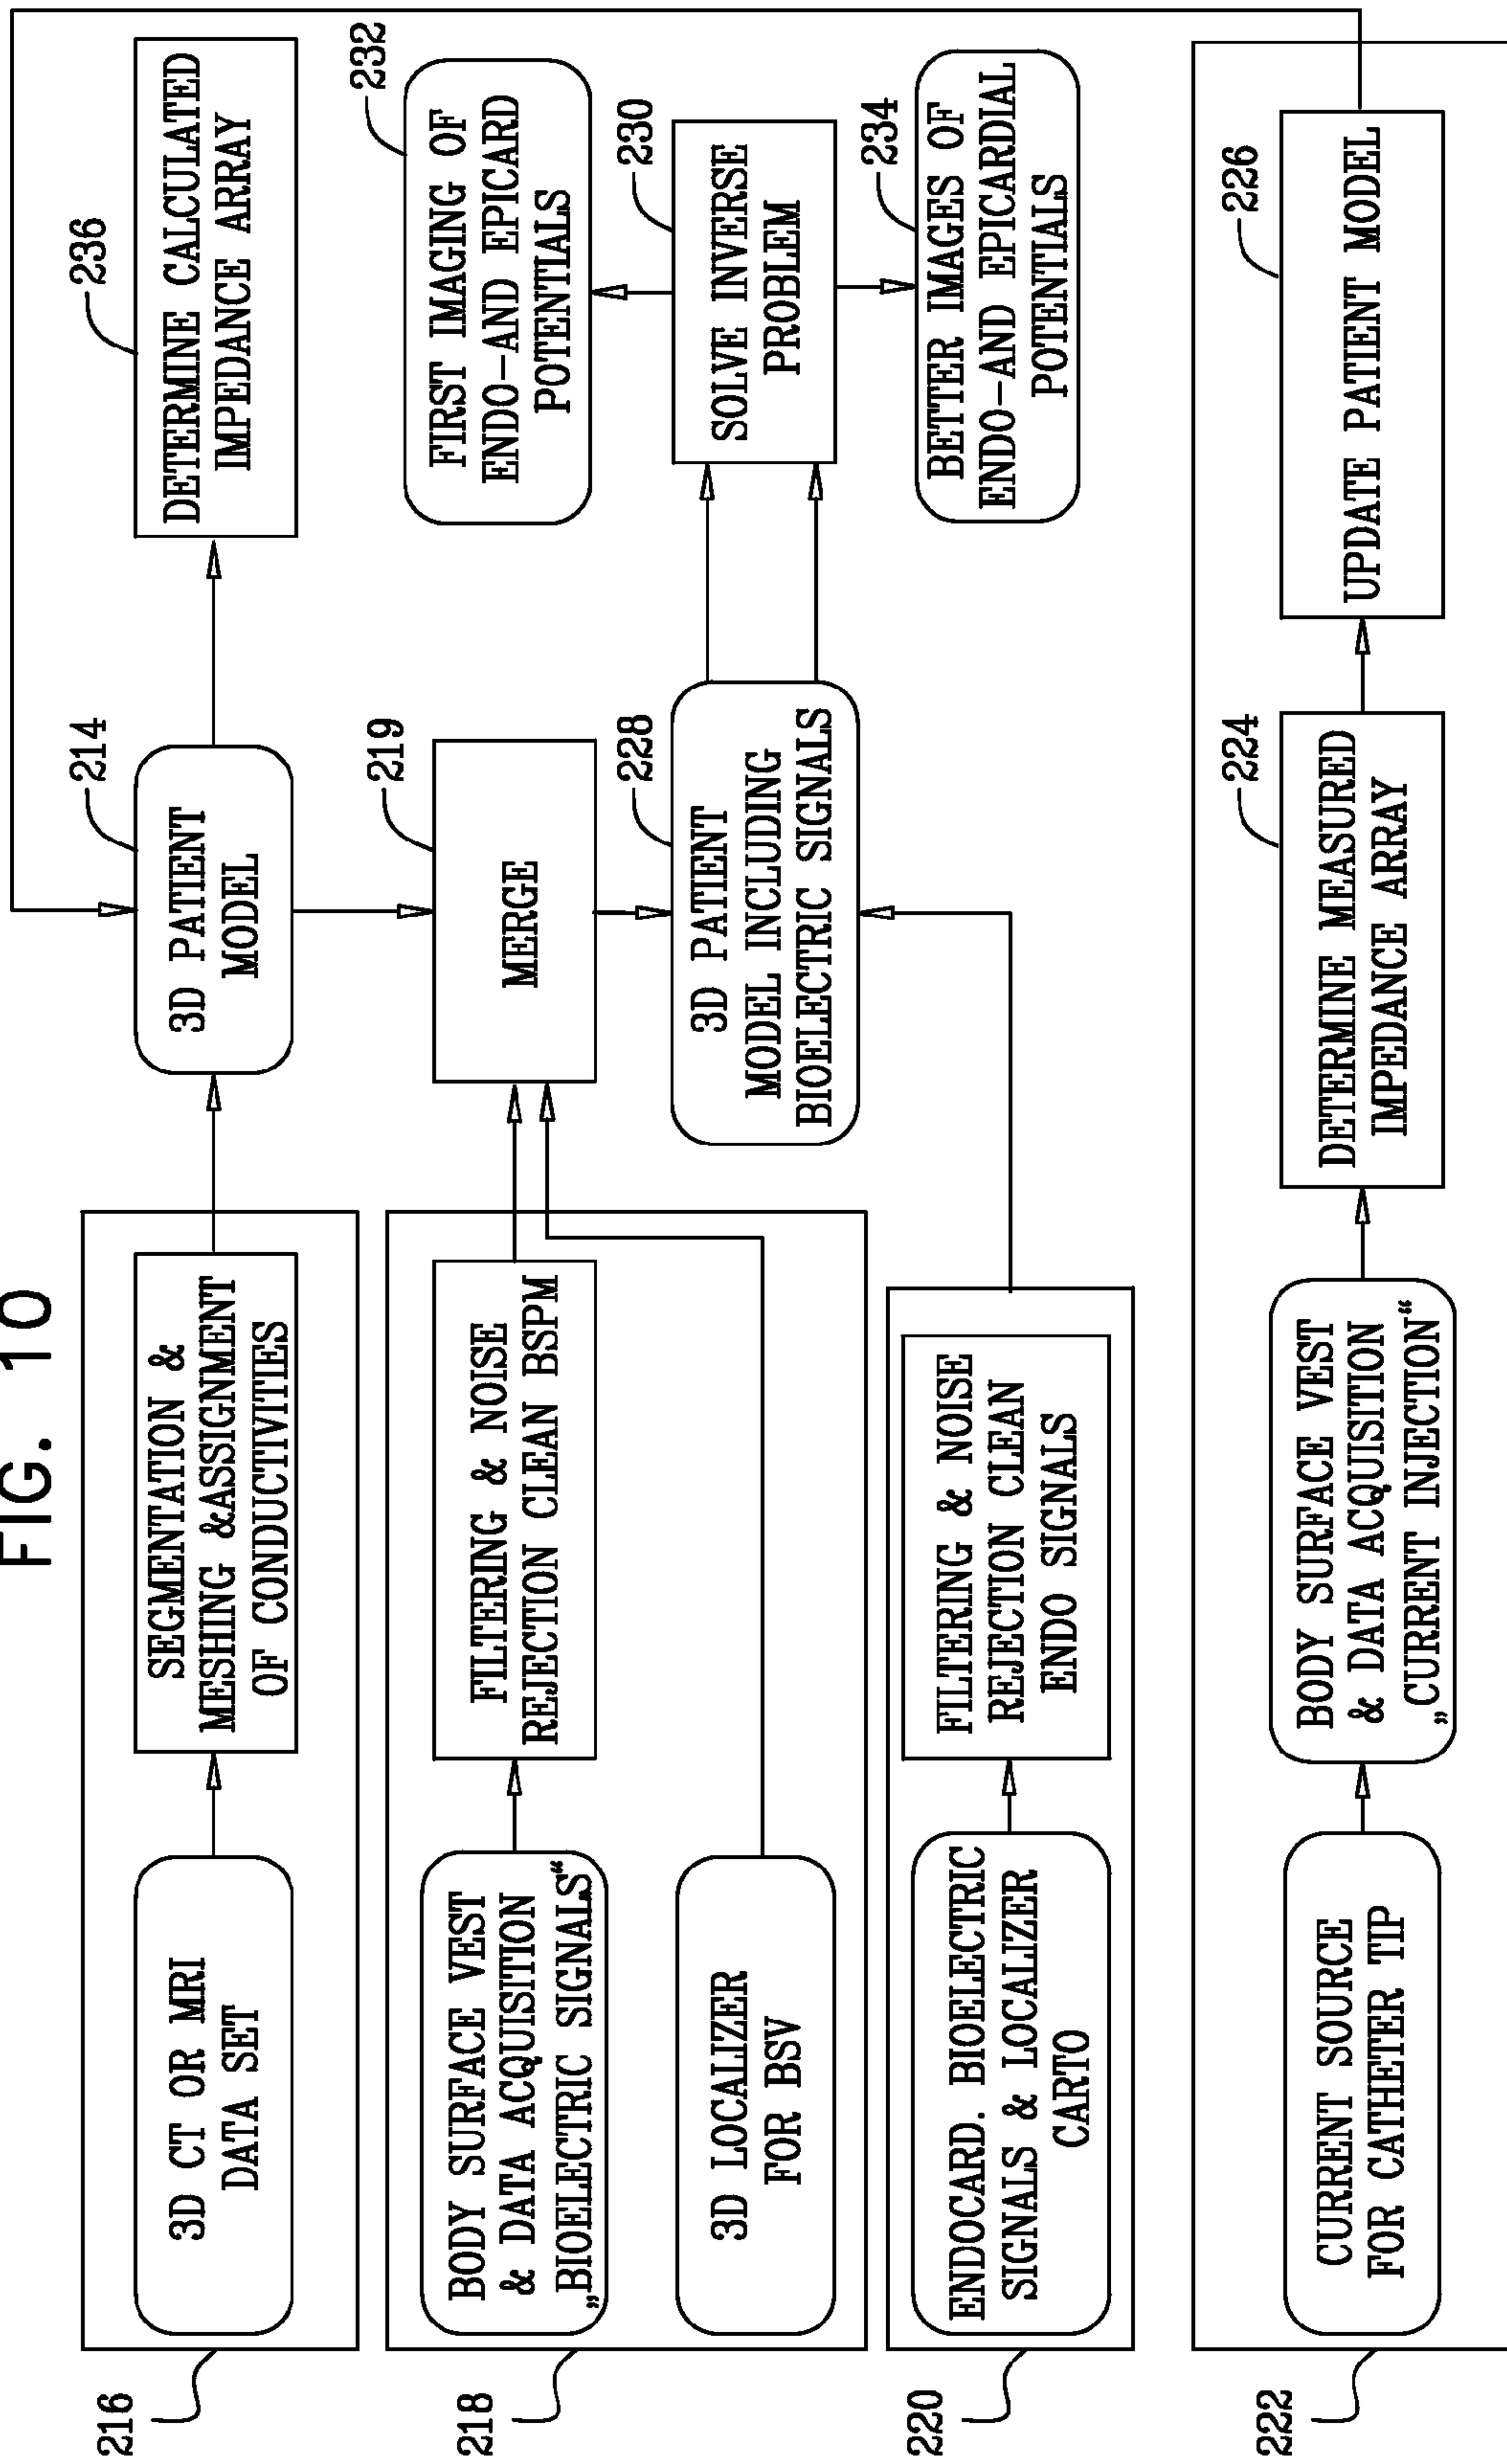 FIG. 10
216
3D CT OR MRI
DATA SET
SEGMENTATION &
MESHING &ASSIGNMENT
OF CONDUCTIVITIES
214
3D PATIENT
MODEL
236
DETERMINE CALCULATED
IMPEDANCE ARRAY
218
BODY SURFACE VEST
& DATA ACQUISITION
„BIOELECTRIC SIGNALS“
FILTERING & NOISE
REJECTION CLEAN BSPM
3D LOCALIZER
FOR BSV
219
MERGE
232
FIRST IMAGING OF
ENDO-AND EPICARD
POTENTIALS
228
3D PATIENT
MODEL INCLUDING
BIOELECTRIC SIGNALS
230
SOLVE INVERSE
PROBLEM
220
ENDOCARD. BIOELECTRIC
SIGNALS & LOCALIZER
CARTO
FILTERING & NOISE
REJECTION CLEAN
ENDO SIGNALS
234
BETTER IMAGES OF
ENDO-AND EPICARDIAL
POTENTIALS
222
CURRENT SOURCE
FOR CATHETER TIP
BODY SURFACE VEST
& DATA ACQUISITION
„CURRENT INJECTION“
224
DETERMINE MEASURED
IMPEDANCE ARRAY
226
UPDATE PATIENT MODEL